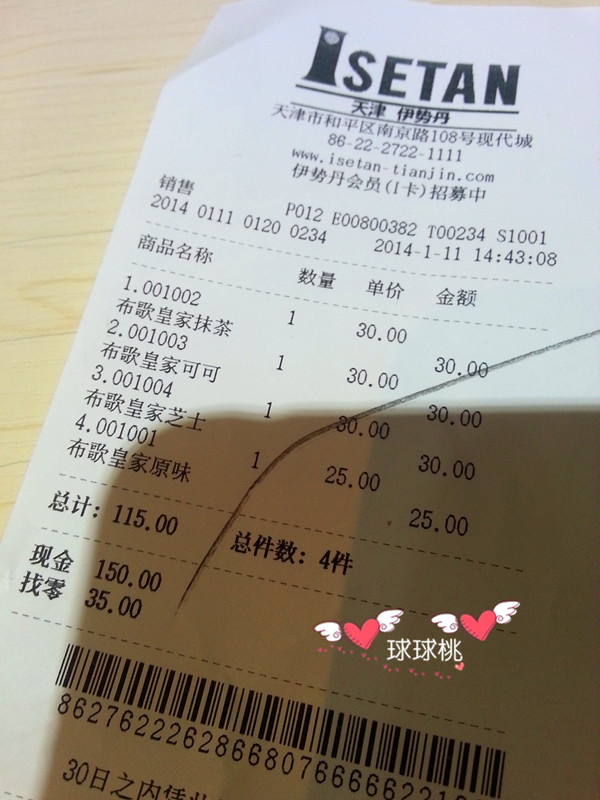 ISETAN
天津 伊势丹
天津市和平区南京路108号现代城
86-22-2722-1111
www.isetan-tianjin.com
伊势丹会员(I卡)招募中
销售 P012 E00800382 T00234 S1001
2014 0111 0120 0234 2014-1-11 14:43:08
商品名称 数量 单价 金额
1.001002
布歌皇家抹茶 1 30.00 30.00
2.001003
布歌皇家可可 1 30.00 30.00
3.001004
布歌皇家芝士 1 30.00 30.00
4.001001
布歌皇家原味 1 25.00 25.00
总计: 115.00 总件数: 4件
现金 150.00
找零 35.00
球球桃
30日之内凭